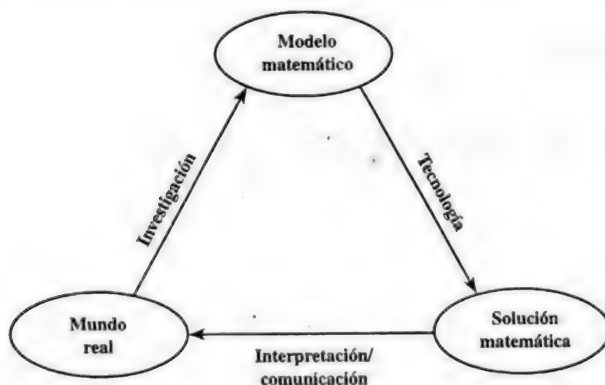 Modelo
matemático
Investigación
Tecnología
Mundo
real
Solución
matemática
Interpretación/
comunicación